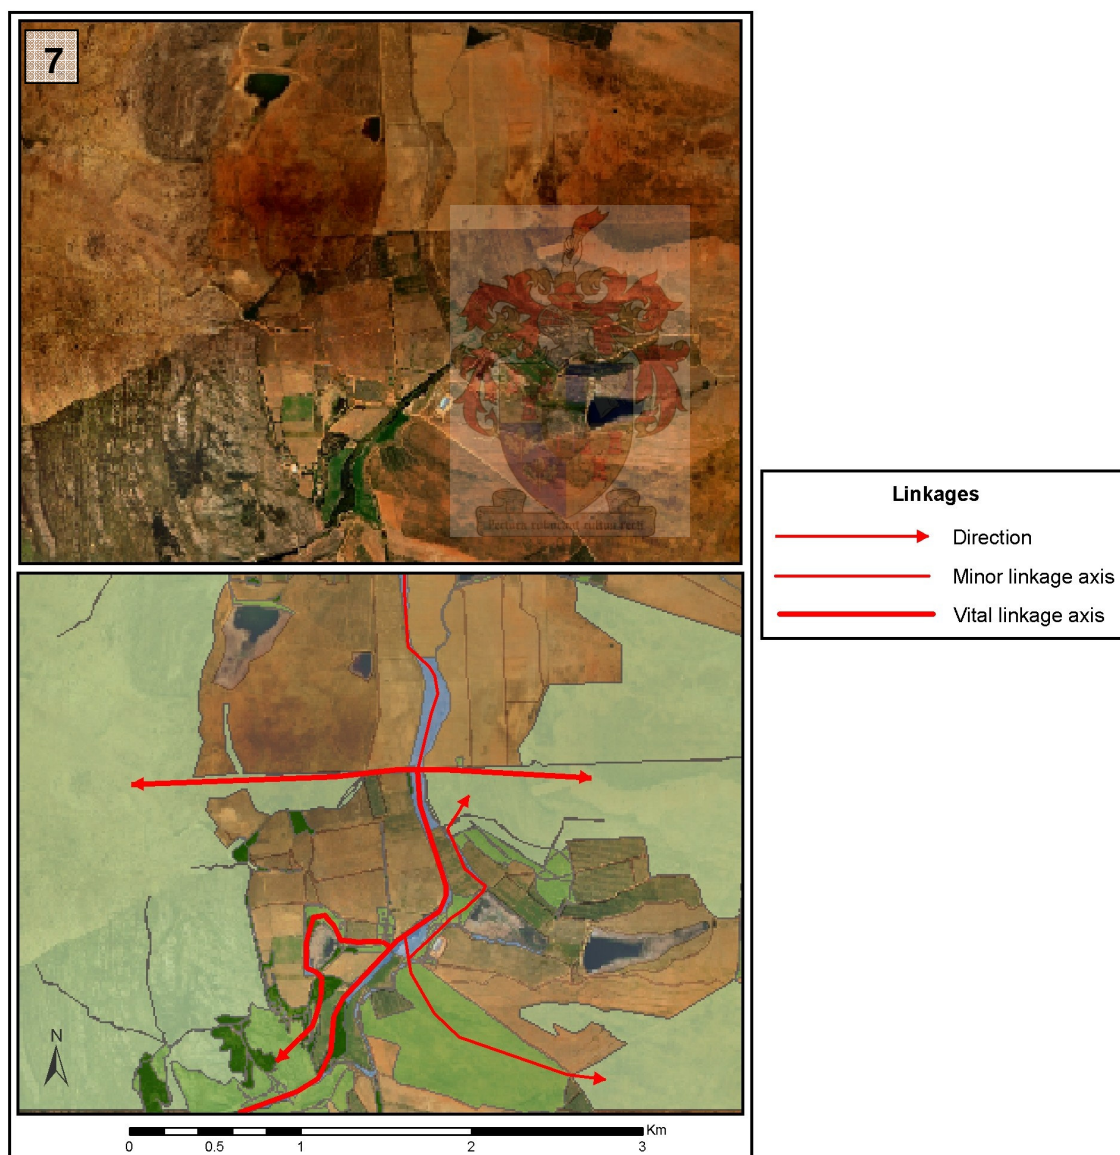 7
Linkages
Direction
Minor linkage axis
Vital linkage axis
N
Km
0 0.5 1 2 3